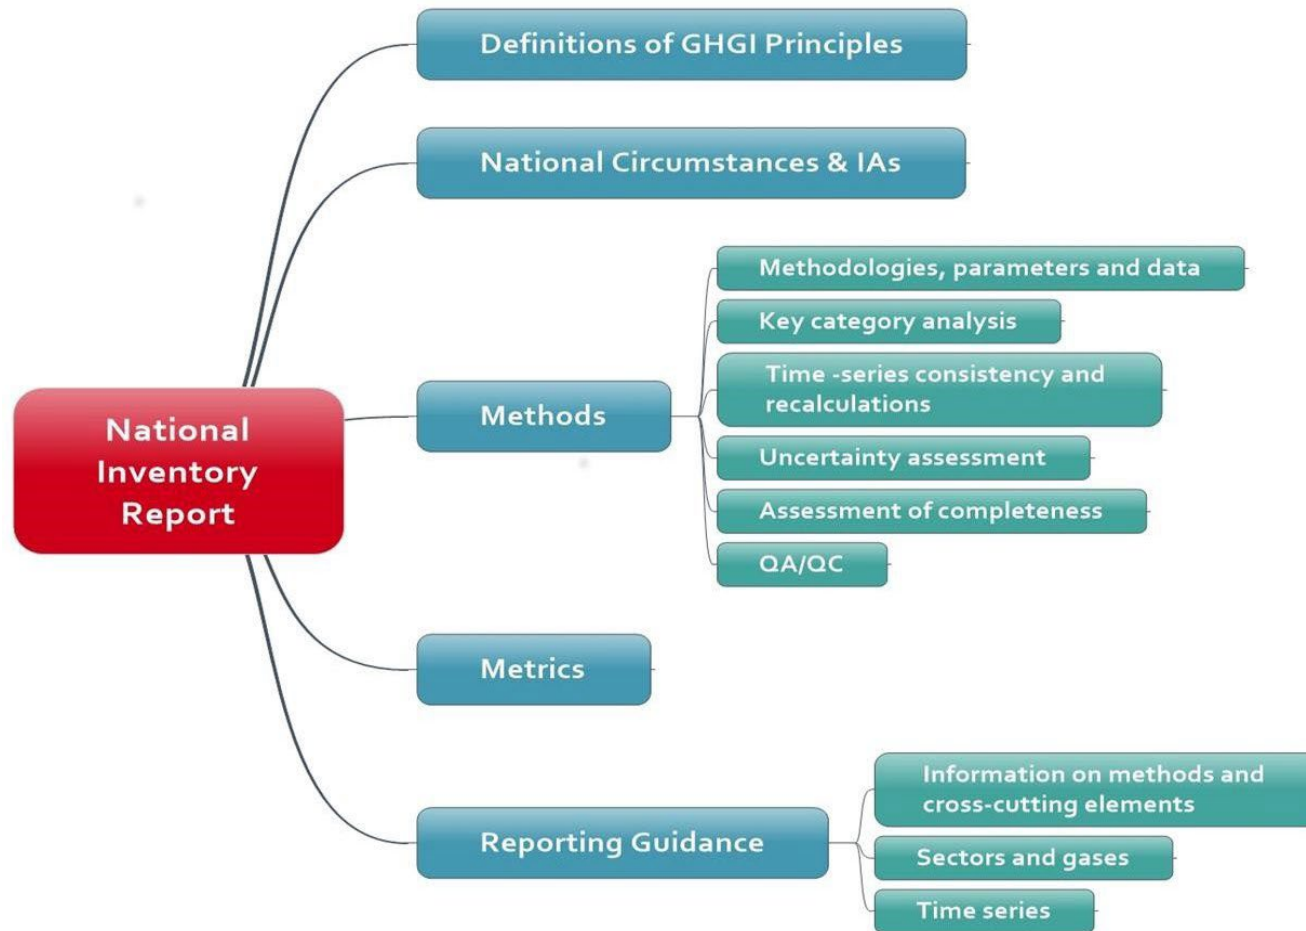 Definitions of GHGI Principles
National Circumstances & IAs
National
Inventory
Report
Methods
Methodologies, parameters and data
Key category analysis
Time -series consistency and
recalculations
Uncertainty assessment
Assessment of completeness
QA/QC
Metrics
Reporting Guidance
Information on methods and
cross-cutting elements
Sectors and gases
Time series